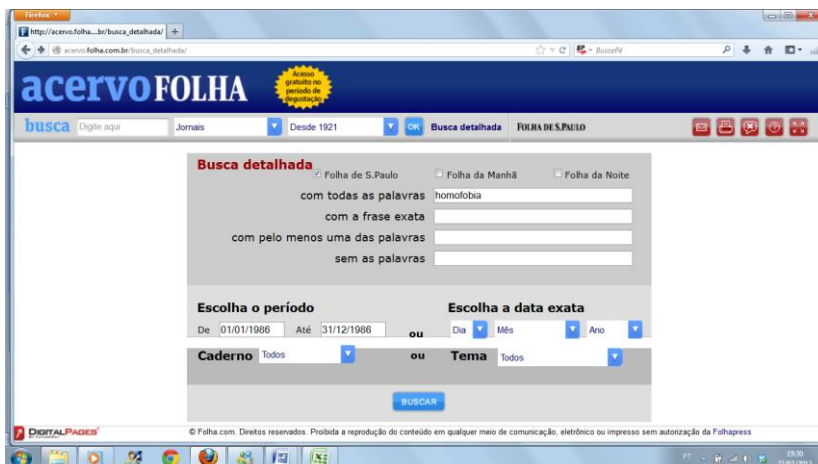 Firefox
http://acervo.folha....br/busca_detalhada/
acervo.folha.com.br/busca_detalhada/
BuscaPé
acervo FOLHA
Acesso gratuito no período de degustação
busca Digite aqui Jornais Desde 1921 OK Busca detalhada FOLHA DE S.PAULO
Busca detalhada
Folha de S.Paulo Folha da Manhã Folha da Noite
com todas as palavras homofobia
com a frase exata
com pelo menos uma das palavras
sem as palavras
Escolha o período Escolha a data exata
De 01/01/1986 Até 31/12/1986 ou Dia Mês Ano
Caderno Todos ou Tema Todos
BUSCAR
DIGITALPAGES
© Folha.com. Direitos reservados. Proibida a reprodução do conteúdo em qualquer meio de comunicação, eletrônico ou impresso sem autorização da Folhapress
PT 19:30